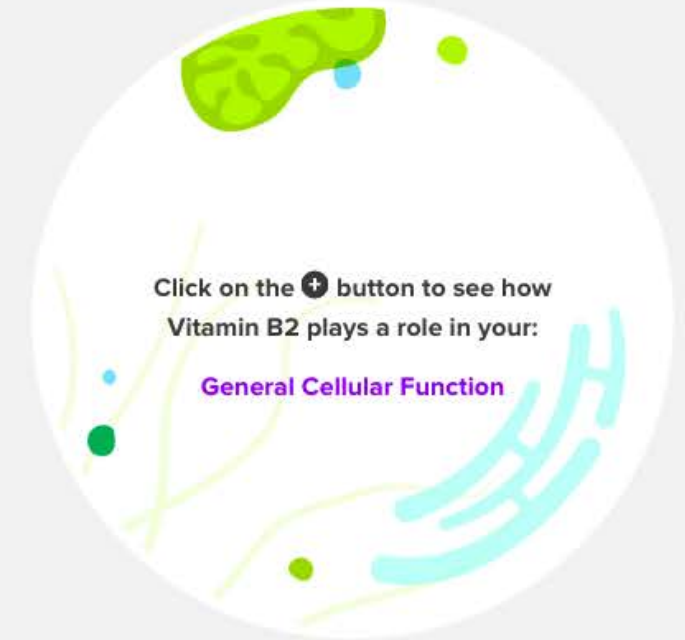 Click on the + button to see how
Vitamin B2 plays a role in your:
General Cellular Function